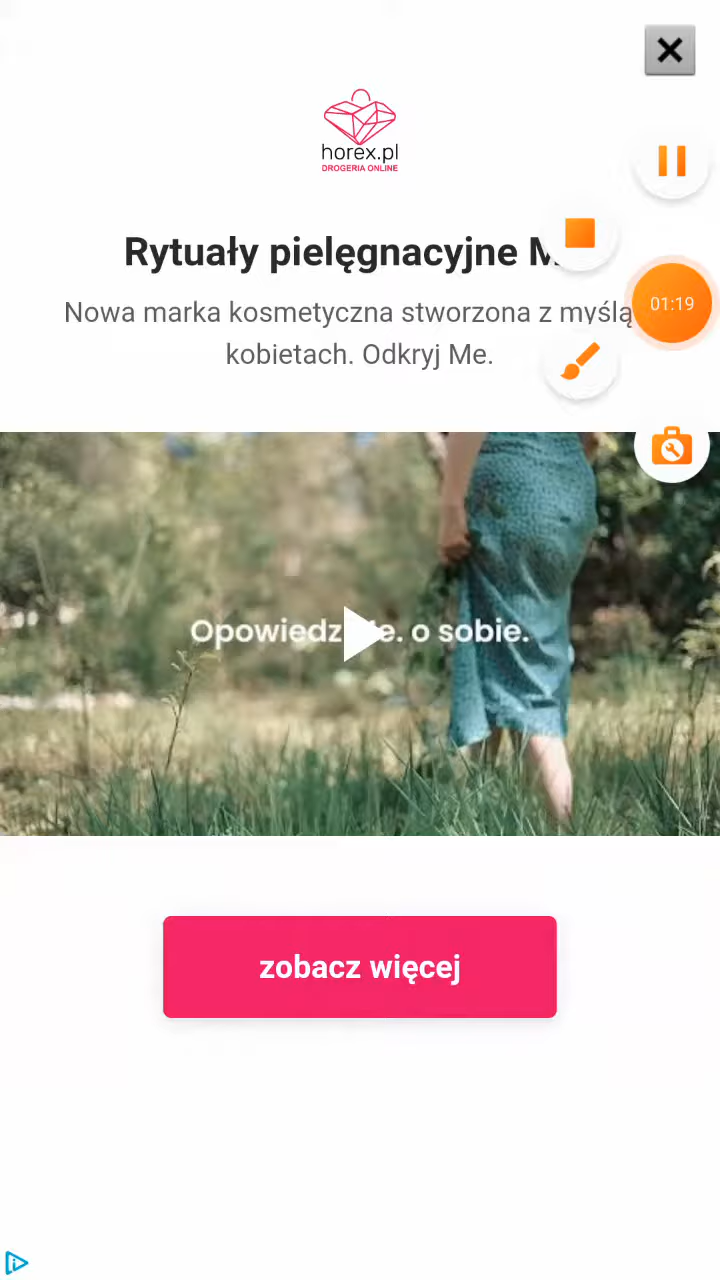 horex.pl
DROGERIA ONLINE
Rytuały pielęgnacyjne
01:19
Nowa marka kosmetyczna stworzona z myślą
kobietach. Odkryj Me.
Opowiedz o sobie.
zobacz więcej